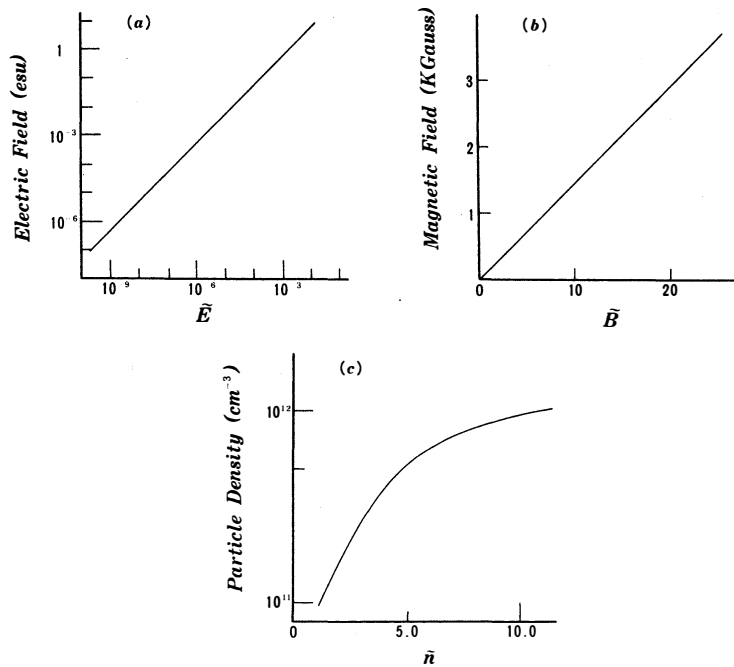 (a)
Electric Field (esu)
1
10⁻³
10⁻⁶
10⁹
10⁶
10³
Ẽ
(b)
Magnetic Field (KGauss)
3
2
1
0
10
20
B̃
(c)
Particle Density (cm⁻³)
10¹²
10¹¹
0
5.0
10.0
ñ